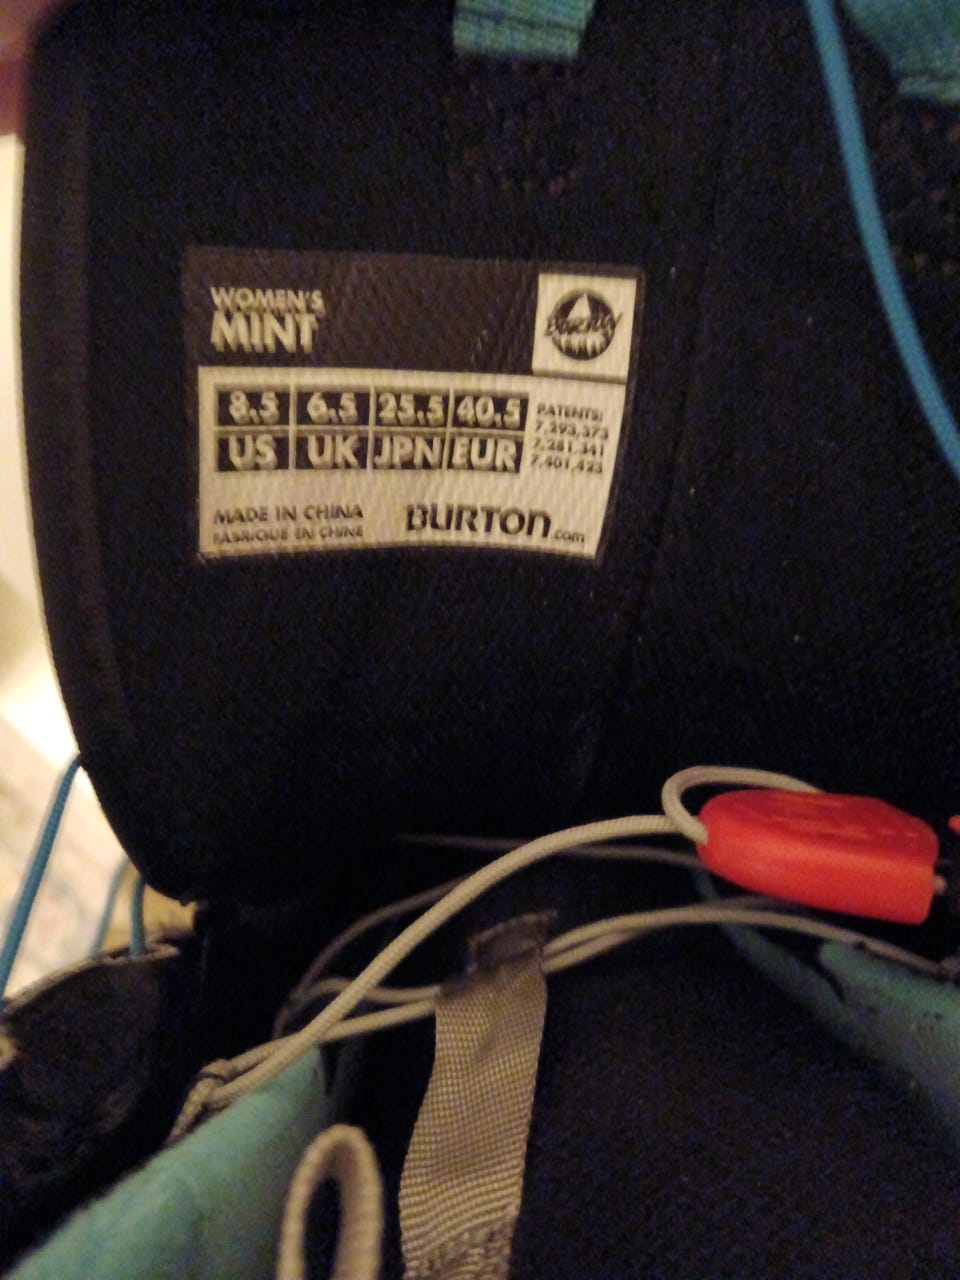 WOMEN'S
MINT
BURTON
8.5 6.5 25.5 40.5
US UK JPN EUR
PATENTS:
7,293,373
7,281,341
7,401,423
MADE IN CHINA
FABRIQUE EN CHINE
BURTON.com